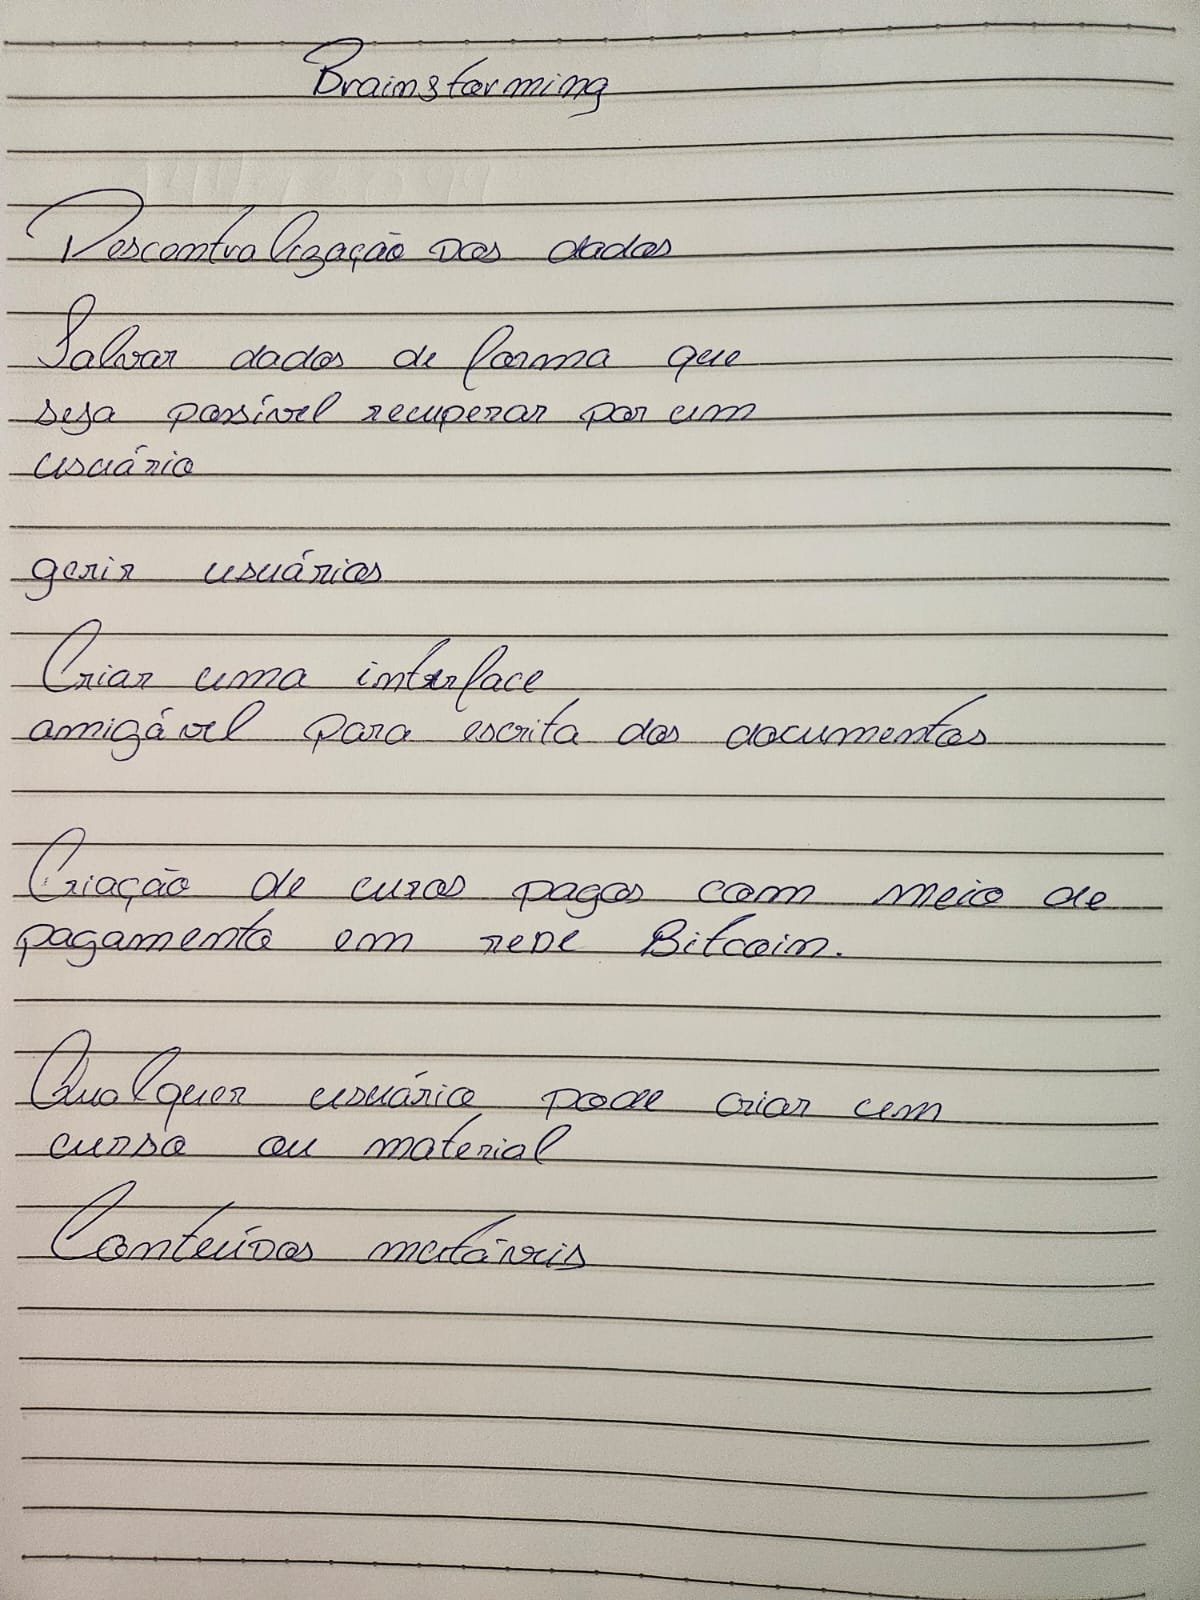 Brainstorming
Descentralização dos dados
Salvar dados de forma que
seja possível recuperar por um
usuário
gerir usuários
Criar uma interface
amigável para escrita dos documentos
Criação de cursos pagos com meio de
pagamento em rede Bitcoin.
Qualquer usuário pode criar um
curso ou material
Conteúdos mutáveis